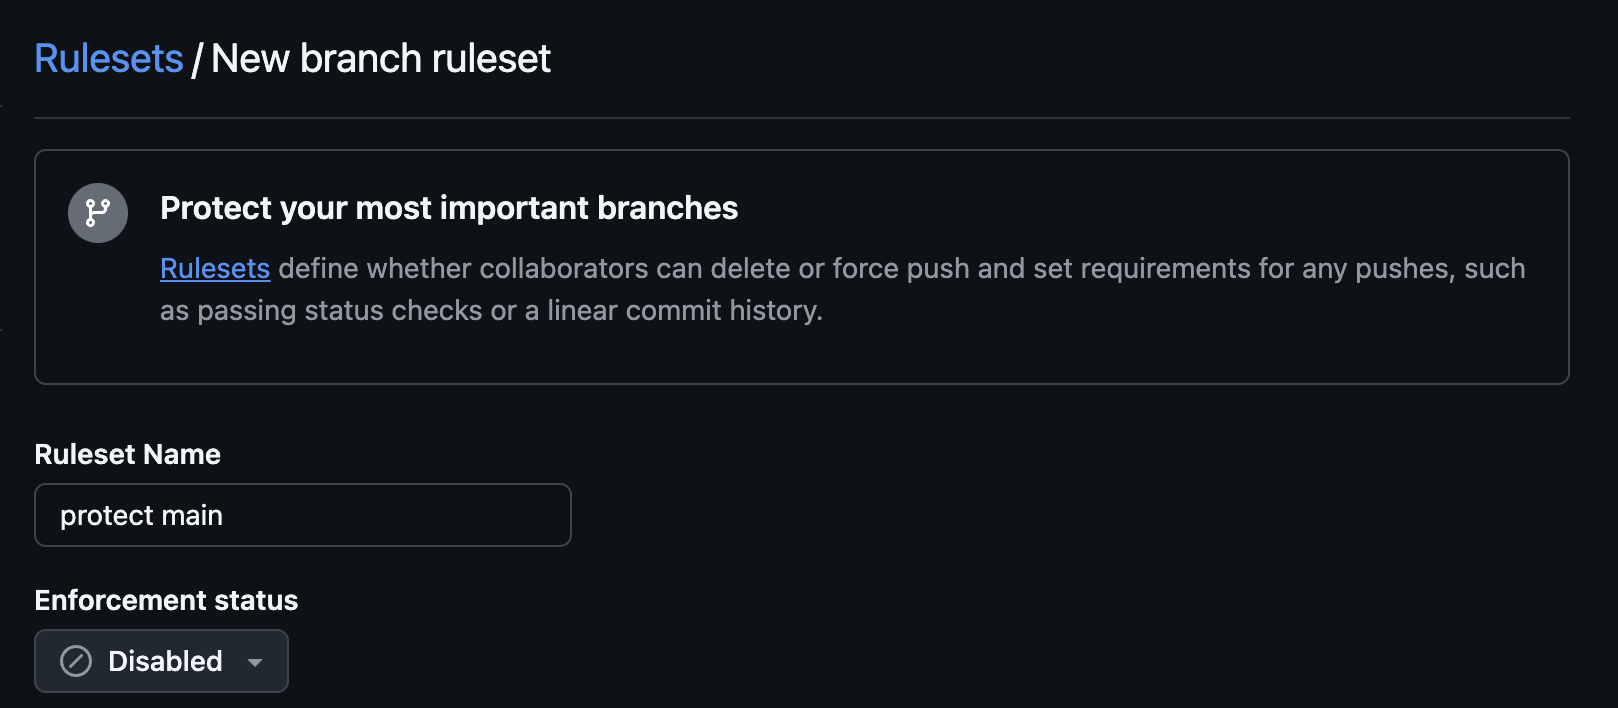 Rulesets / New branch ruleset
Protect your most important branches
Rulesets define whether collaborators can delete or force push and set requirements for any pushes, such
as passing status checks or a linear commit history.
Ruleset Name
protect main
Enforcement status
Disabled